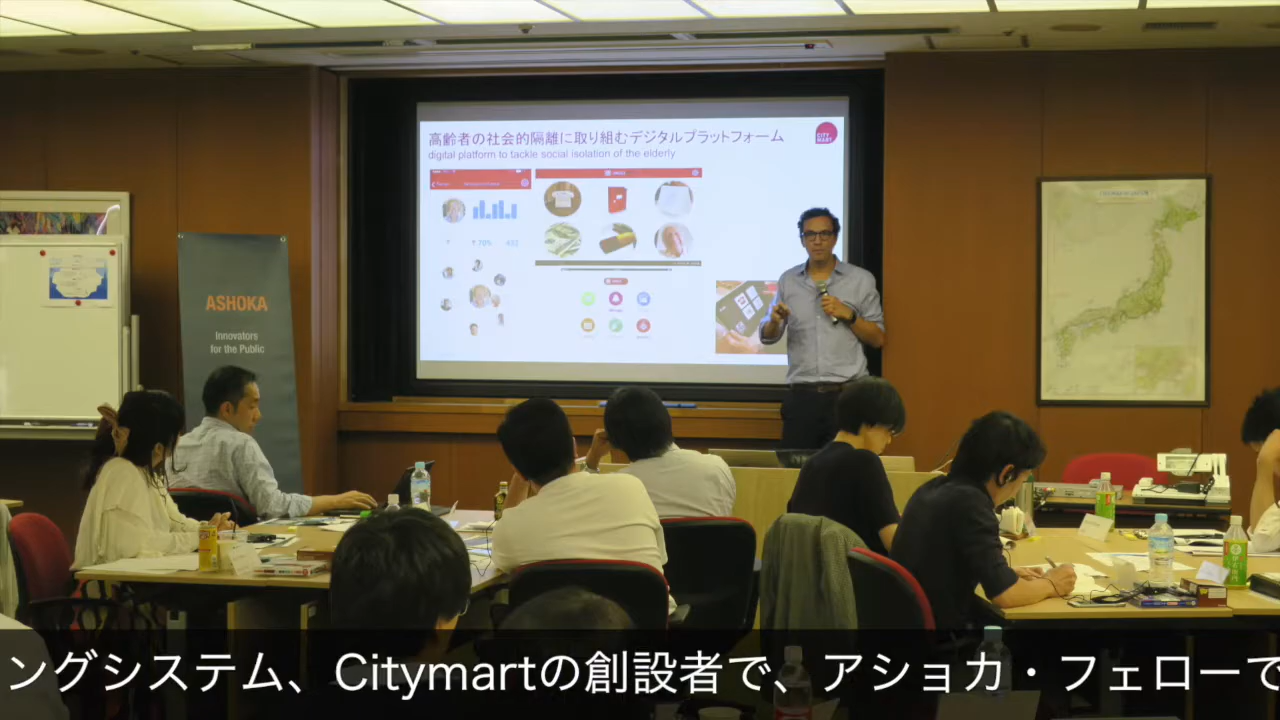 高齢者の社会的隔離に取り組むデジタルプラットフォーム
digital platform to tackle social isolation of the elderly
CITY
MART
78%
432
ASHOKA
Innovators
for the Public
ングシステム、Citymartの創設者で、アショカ・フェローで